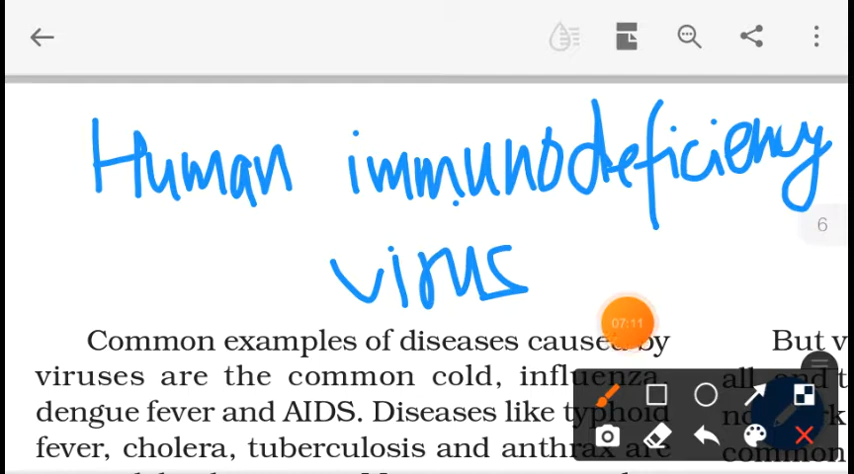 Human immunodeficiency
virus
6
07:11
Common examples of diseases caused by
viruses are the common cold, influenza,
dengue fever and AIDS. Diseases like typhoid
fever, cholera, tuberculosis and anthrax are
But v
all, and t
common